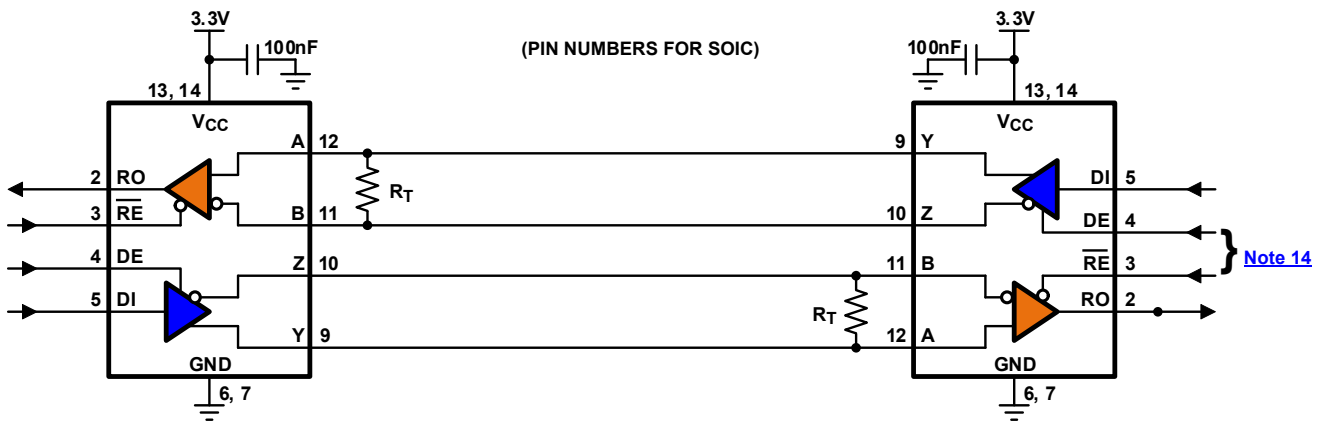 3.3V
100nF
(PIN NUMBERS FOR SOIC)
3.3V
100nF
13, 14
VCC
A 12
2 RO
3 RE
B 11
RT
4 DE
Z 10
5 DI
Y 9
GND
6, 7
13, 14
9 Y
VCC
DI 5
10 Z
DE 4
11 B
RE 3
Note 14
RO 2
RT
12 A
GND
6, 7